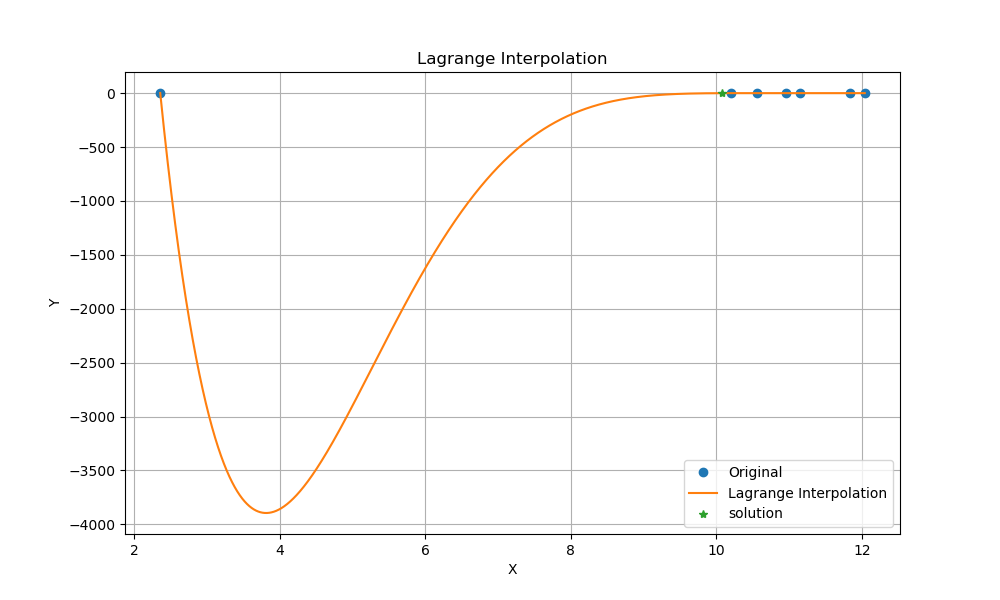 Lagrange Interpolation
0
−500
−1000
−1500
−2000
−2500
−3000
−3500
−4000
Y
2
4
6
8
10
12
X
Original
Lagrange Interpolation
solution